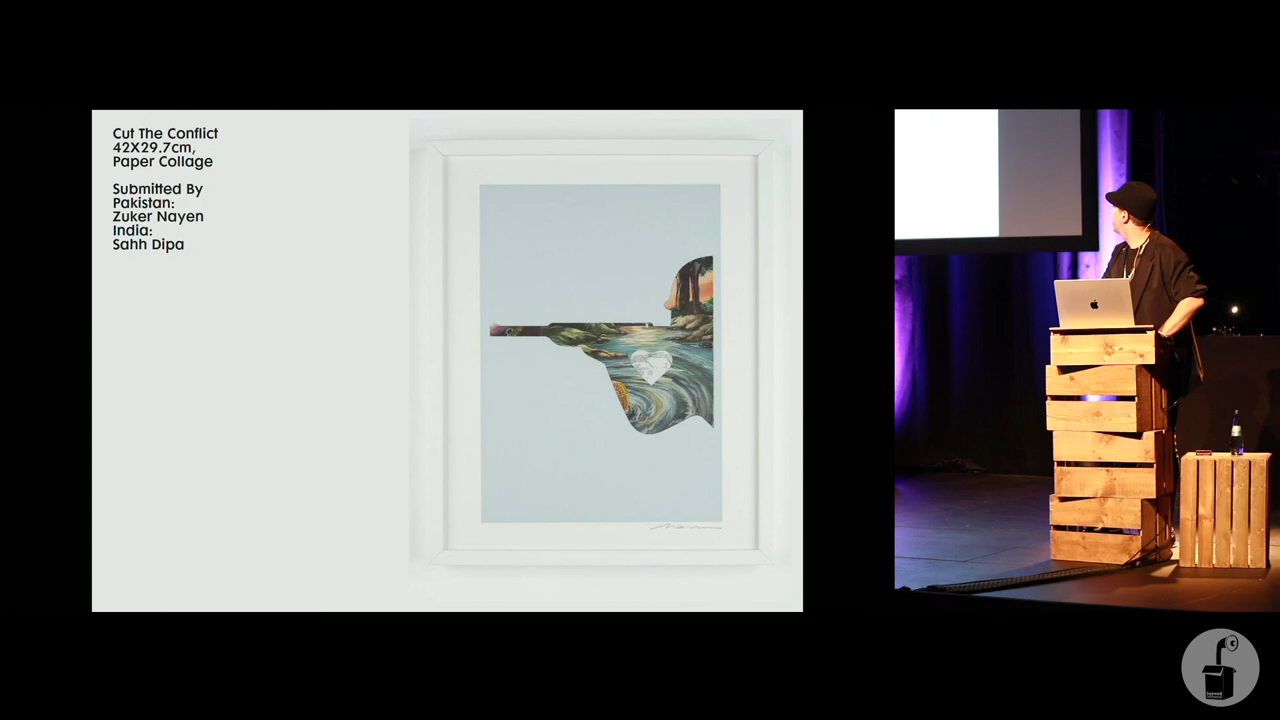 Cut The Conflict
42X29.7cm,
Paper Collage
Submitted By
Pakistan:
Zuker Nayen
India:
Sahh Dipa